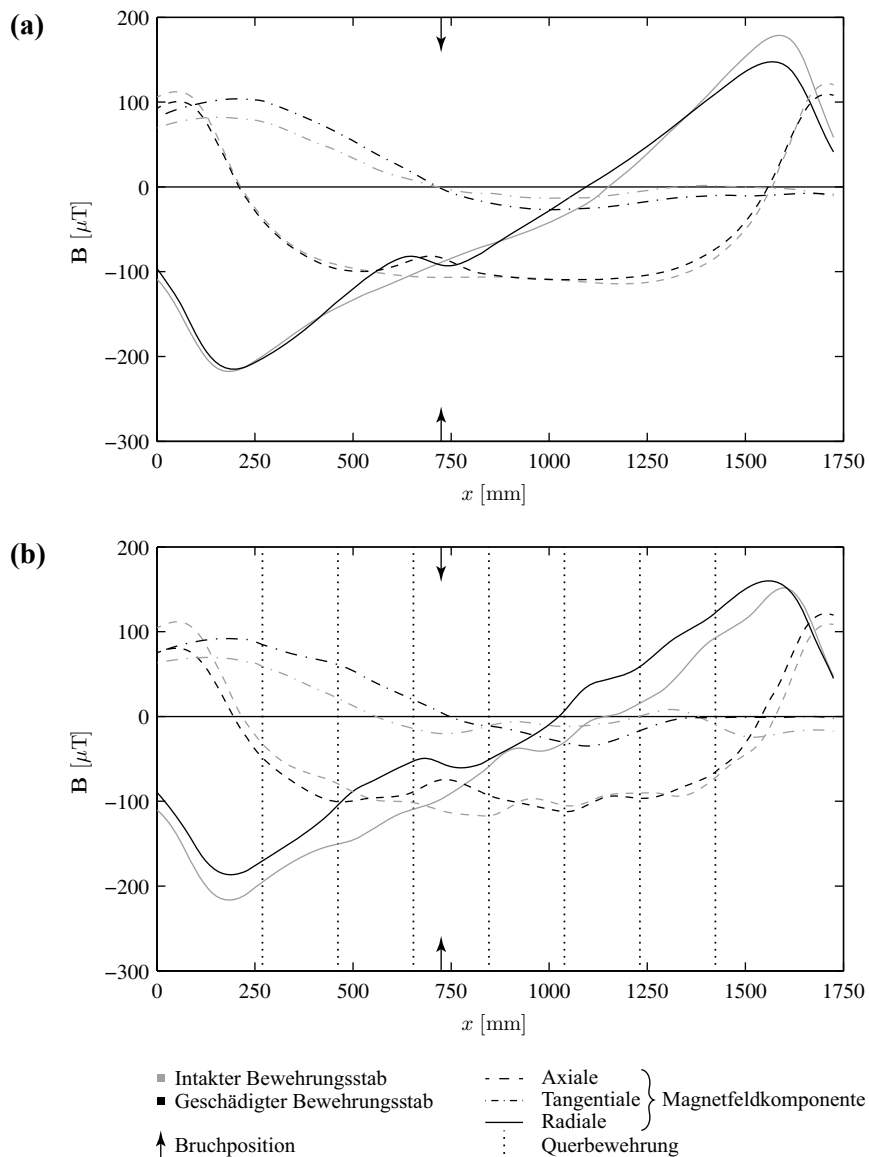 (a)
200
100
0
−100
−200
−300
B [µT]
0 250 500 750 1000 1250 1500 1750
x [mm]
(b)
200
100
0
−100
−200
−300
B [µT]
0 250 500 750 1000 1250 1500 1750
x [mm]
Intakter Bewehrungsstab
Geschädigter Bewehrungsstab
Bruchposition
Axiale
Tangentiale
Radiale
Magnetfeldkomponente
Querbewehrung